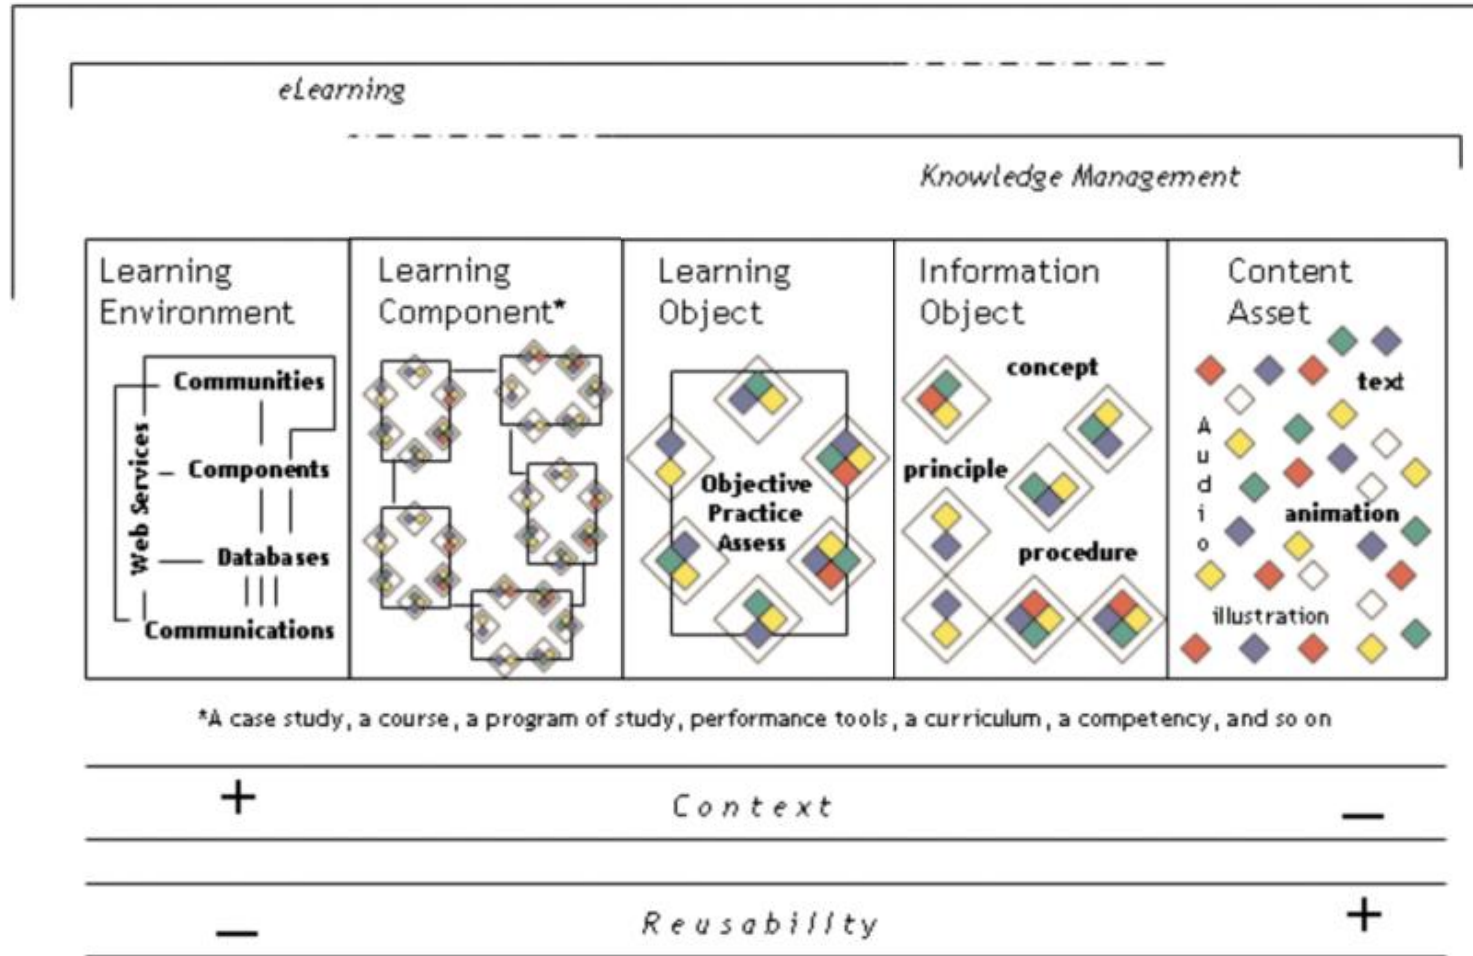 eLearning
Knowledge Management
Learning
Environment
Communities
Web Services
Components
Databases
Communications
Learning
Component*
Learning
Object
Objective
Practice
Assess
Information
Object
concept
principle
procedure
Content
Asset
text
Audio
animation
illustration
*A case study, a course, a program of study, performance tools, a curriculum, a competency, and so on
+ Context −
− Reusabillty +